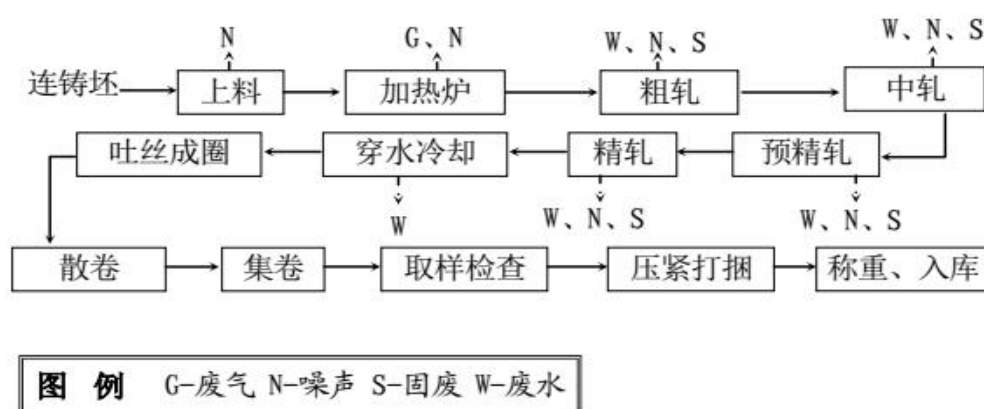 N
G、N
W、N、S
W、N、S
连铸坯
上料
加热炉
粗轧
中轧
吐丝成圈
穿水冷却
精轧
预精轧
W
W、N、S
W、N、S
散卷
集卷
取样检查
压紧打捆
称重、入库
图 例 G-废气 N-噪声 S-固废 W-废水